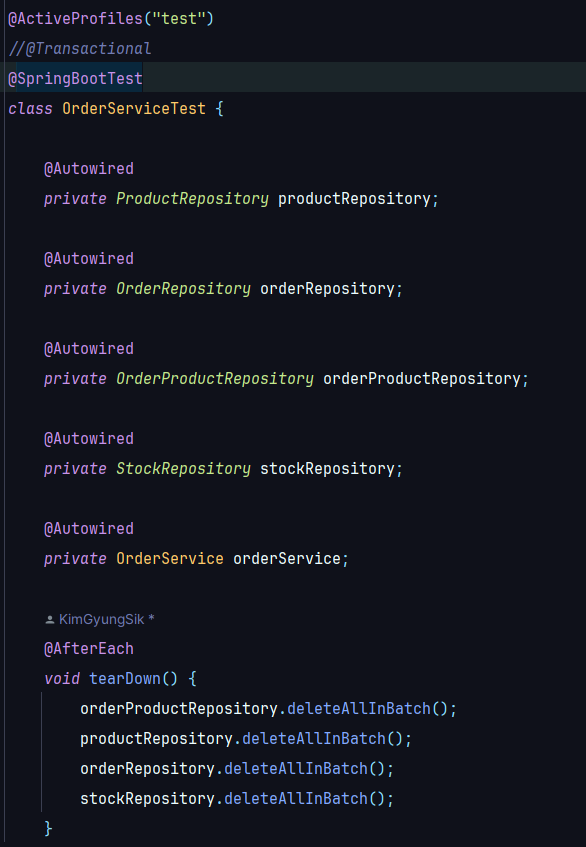 @ActiveProfiles("test")
//@Transactional
@SpringBootTest
class OrderServiceTest {
@Autowired
private ProductRepository productRepository;
@Autowired
private OrderRepository orderRepository;
@Autowired
private OrderProductRepository orderProductRepository;
@Autowired
private StockRepository stockRepository;
@Autowired
private OrderService orderService;
KimGyungSik *
@AfterEach
void tearDown() {
orderProductRepository.deleteAllInBatch();
productRepository.deleteAllInBatch();
orderRepository.deleteAllInBatch();
stockRepository.deleteAllInBatch();
}